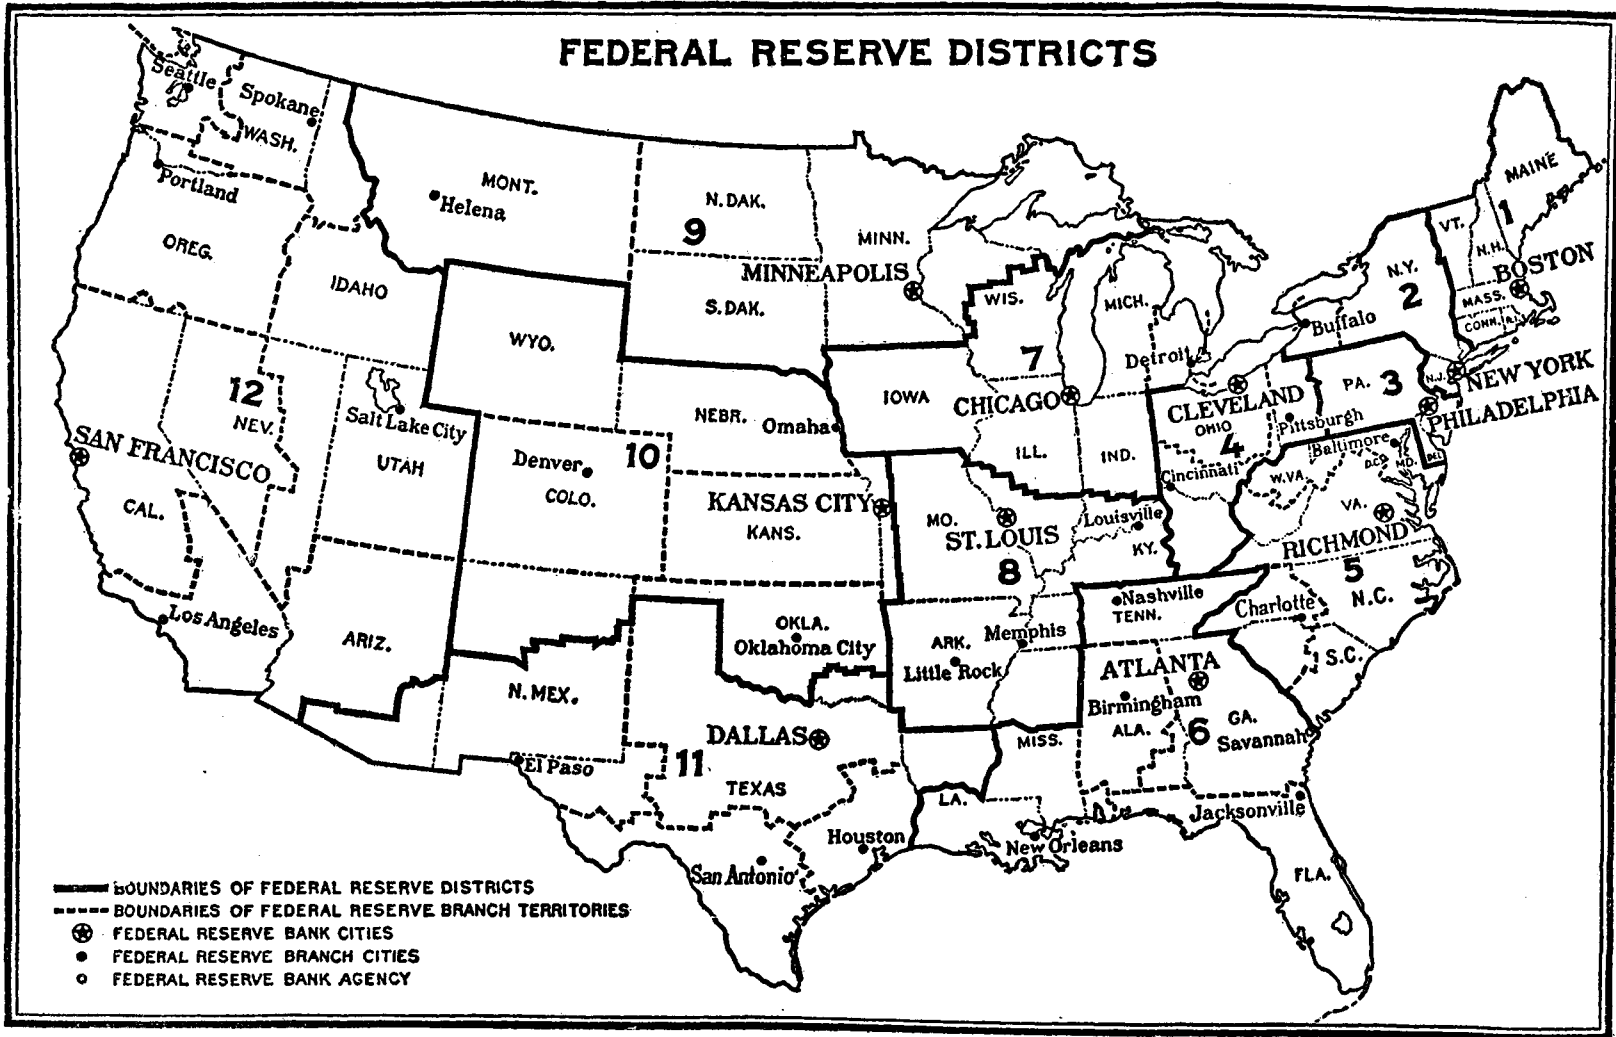 FEDERAL RESERVE DISTRICTS
Seattle
Spokane
WASH.
Portland
OREG.
MONT.
Helena
IDAHO
N. DAK.
9
S. DAK.
MINN.
MINNEAPOLIS
WIS.
MICH.
Detroit
7
WYO.
12
NEV.
Salt Lake City
UTAH
SAN FRANCISCO
CAL.
Los Angeles
ARIZ.
NEBR.
Omaha
10
Denver
COLO.
KANSAS CITY
KANS.
IOWA
CHICAGO
ILL.
IND.
MAINE
VT.
N.H.
1
BOSTON
MASS.
CONN.
R.I.
N.Y.
2
Buffalo
NEW YORK
N.J.
PA.
3
PHILADELPHIA
CLEVELAND
OHIO
4
Pittsburgh
Cincinnati
Baltimore
D.C.
MD.
DEL.
W. VA.
VA.
RICHMOND
5
N.C.
Charlotte
S.C.
MO.
ST. LOUIS
8
Louisville
KY.
Nashville
TENN.
Memphis
ARK.
Little Rock
OKLA.
Oklahoma City
N. MEX.
El Paso
DALLAS
11
TEXAS
Houston
San Antonio
LA.
New Orleans
MISS.
ATLANTA
Birmingham
ALA.
6
GA.
Savannah
Jacksonville
FLA.
BOUNDARIES OF FEDERAL RESERVE DISTRICTS
BOUNDARIES OF FEDERAL RESERVE BRANCH TERRITORIES
FEDERAL RESERVE BANK CITIES
FEDERAL RESERVE BRANCH CITIES
FEDERAL RESERVE BANK AGENCY